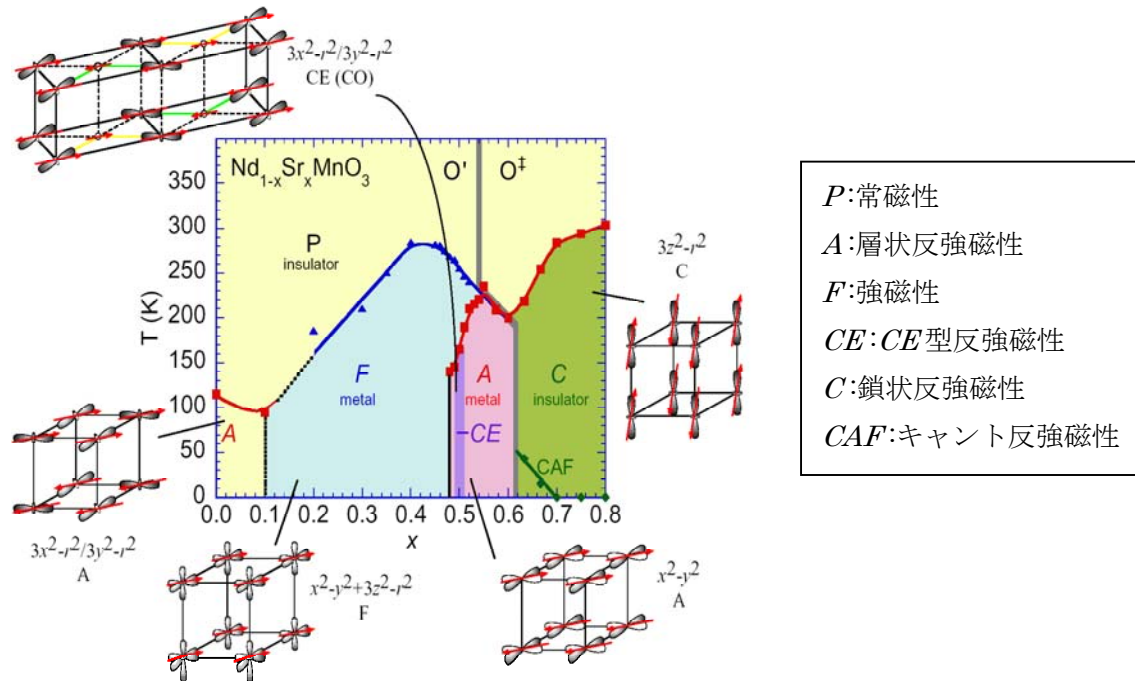 3x²-r²/3y²-r²
CE (CO)
Nd₁₋ₓSrₓMnO₃
O'
O‡
P
insulator
F
metal
A
metal
C
insulator
A
CE
CAF
T (K)
350
300
250
200
150
100
50
0
0.0
0.1
0.2
0.3
0.4
0.5
0.6
0.7
0.8
x
3z²-r²
C
3x²-r²/3y²-r²
A
x²-y²+3z²-r²
F
x²-y²
A
P:常磁性
A:層状反強磁性
F:強磁性
CE:CE型反強磁性
C:鎖状反強磁性
CAF:キャント反強磁性